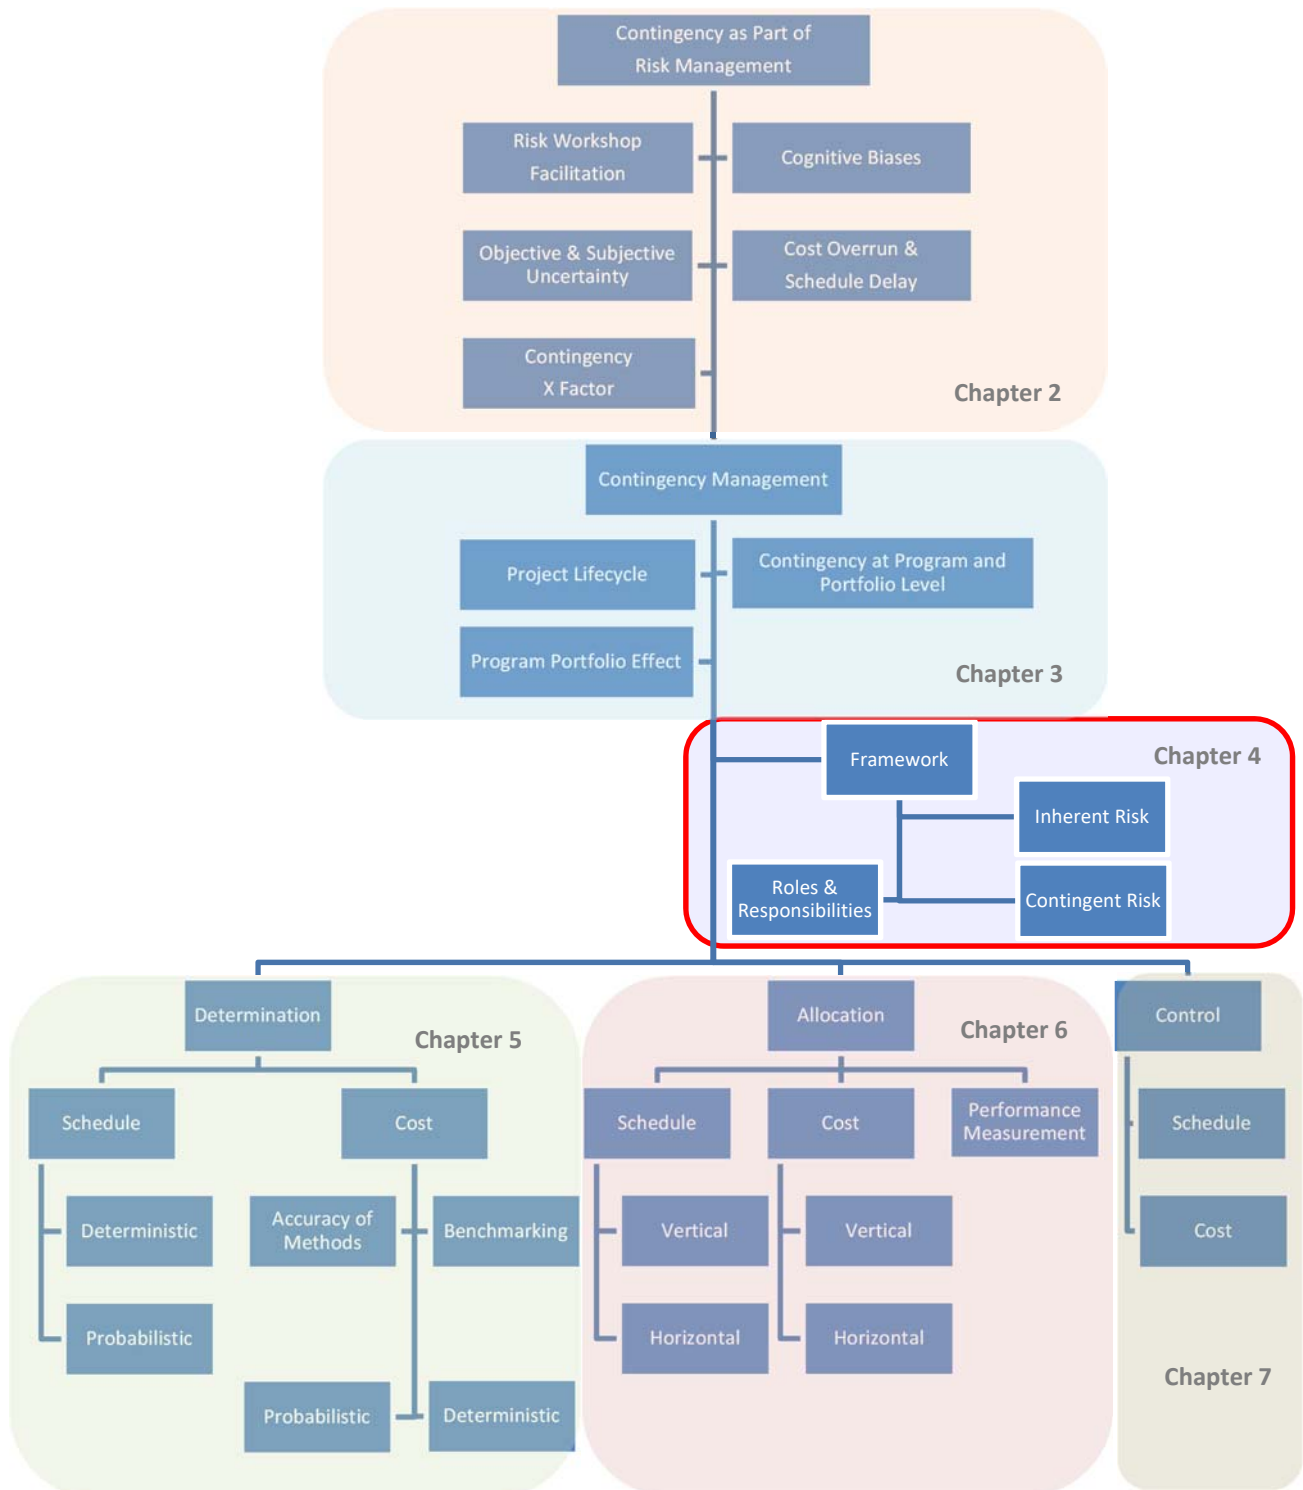 Contingency as Part of
Risk Management
Risk Workshop
Facilitation
Cognitive Biases
Objective & Subjective
Uncertainty
Cost Overrun &
Schedule Delay
Contingency
X Factor
Chapter 2
Contingency Management
Project Lifecycle
Contingency at Program and
Portfolio Level
Program Portfolio Effect
Chapter 3
Framework
Chapter 4
Inherent Risk
Roles &
Responsibilities
Contingent Risk
Determination
Chapter 5
Schedule
Cost
Deterministic
Accuracy of
Methods
Benchmarking
Probabilistic
Probabilistic
Deterministic
Allocation
Chapter 6
Schedule
Cost
Performance
Measurement
Vertical
Vertical
Horizontal
Horizontal
Control
Schedule
Cost
Chapter 7